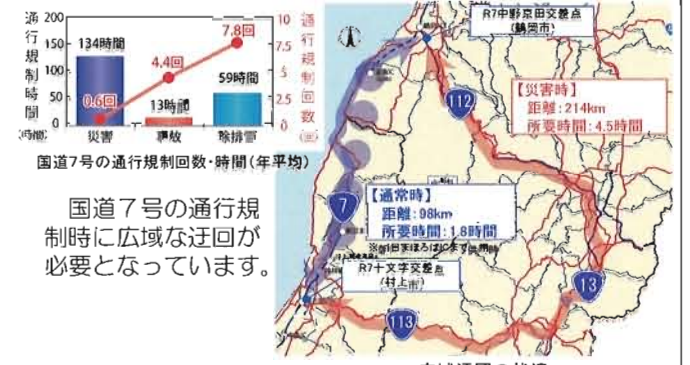 通行規制時間
200
150
100
50
0
(時間)
134時間
13時間
59時間
0.6回
4.4回
7.8回
10
7.5
5
2.5
0
(回)
通行規制回数
災害
事故
除排雪
国道7号の通行規制回数・時間(年平均)
国道7号の通行規
制時に広域な迂回が
必要となっています。
R7中野京田交差点
(鶴岡市)
【災害時】
距離:214km
所要時間:4.5時間
112
7
【通常時】
距離:98km
所要時間:1.8時間
R7十文字交差点
(村上市)
13
113